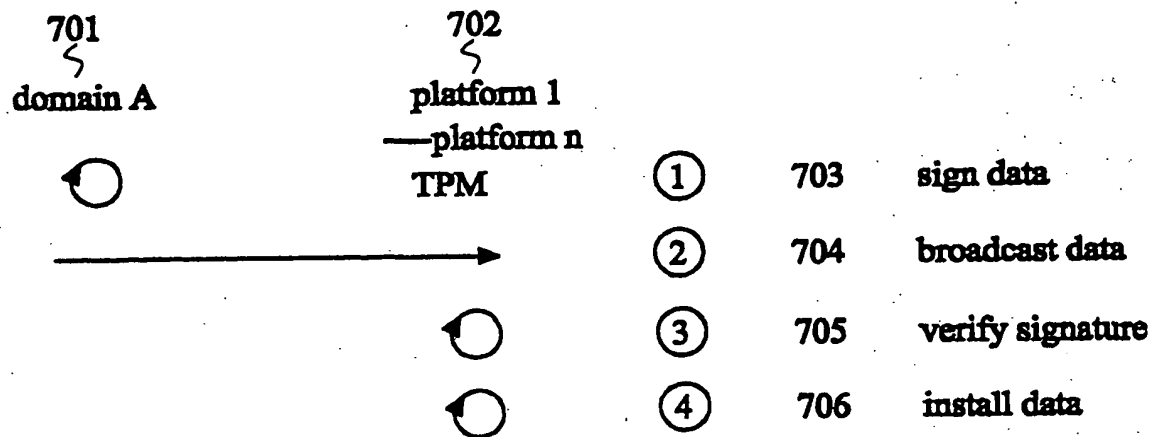 701 702
domain A platform 1
—platform n
TPM 1 703 sign data
2 704 broadcast data
3 705 verify signature
4 706 install data